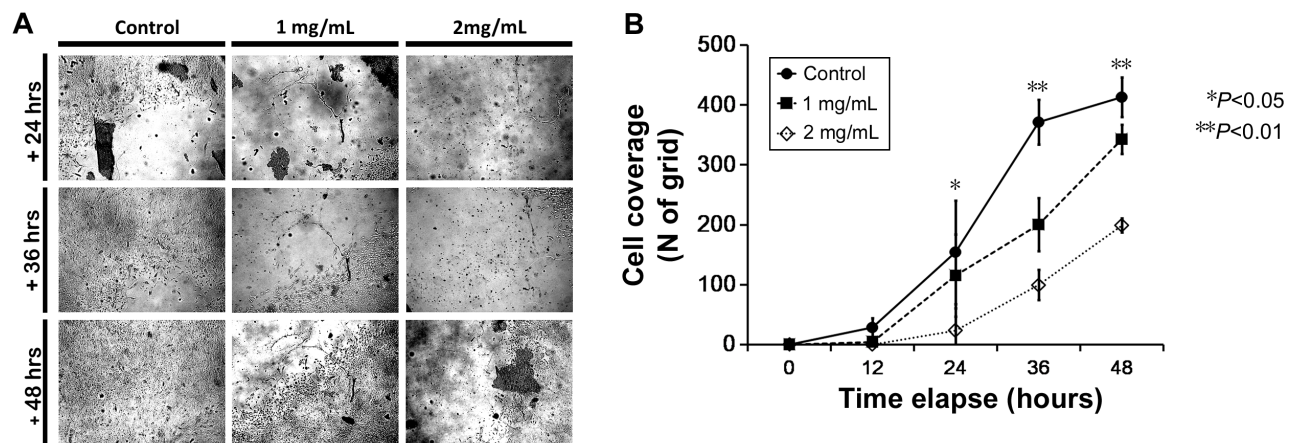 A
Control
1 mg/mL
2mg/mL
+ 24 hrs
+ 36 hrs
+ 48 hrs
B
500
400
300
200
100
0
Cell coverage
(N of grid)
Control
1 mg/mL
2 mg/mL
*
**
**
*P<0.05
**P<0.01
0
12
24
36
48
Time elapse (hours)